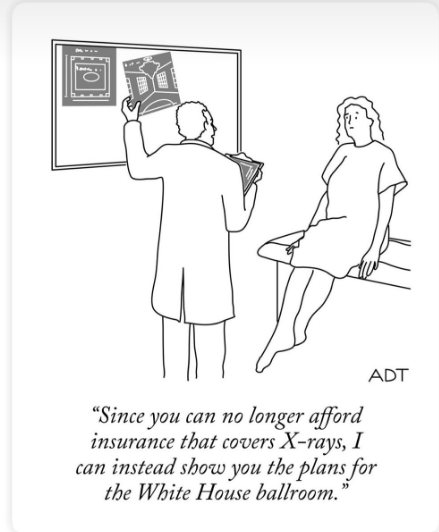 ADT
“Since you can no longer afford
insurance that covers X-rays, I
can instead show you the plans for
the White House ballroom.”